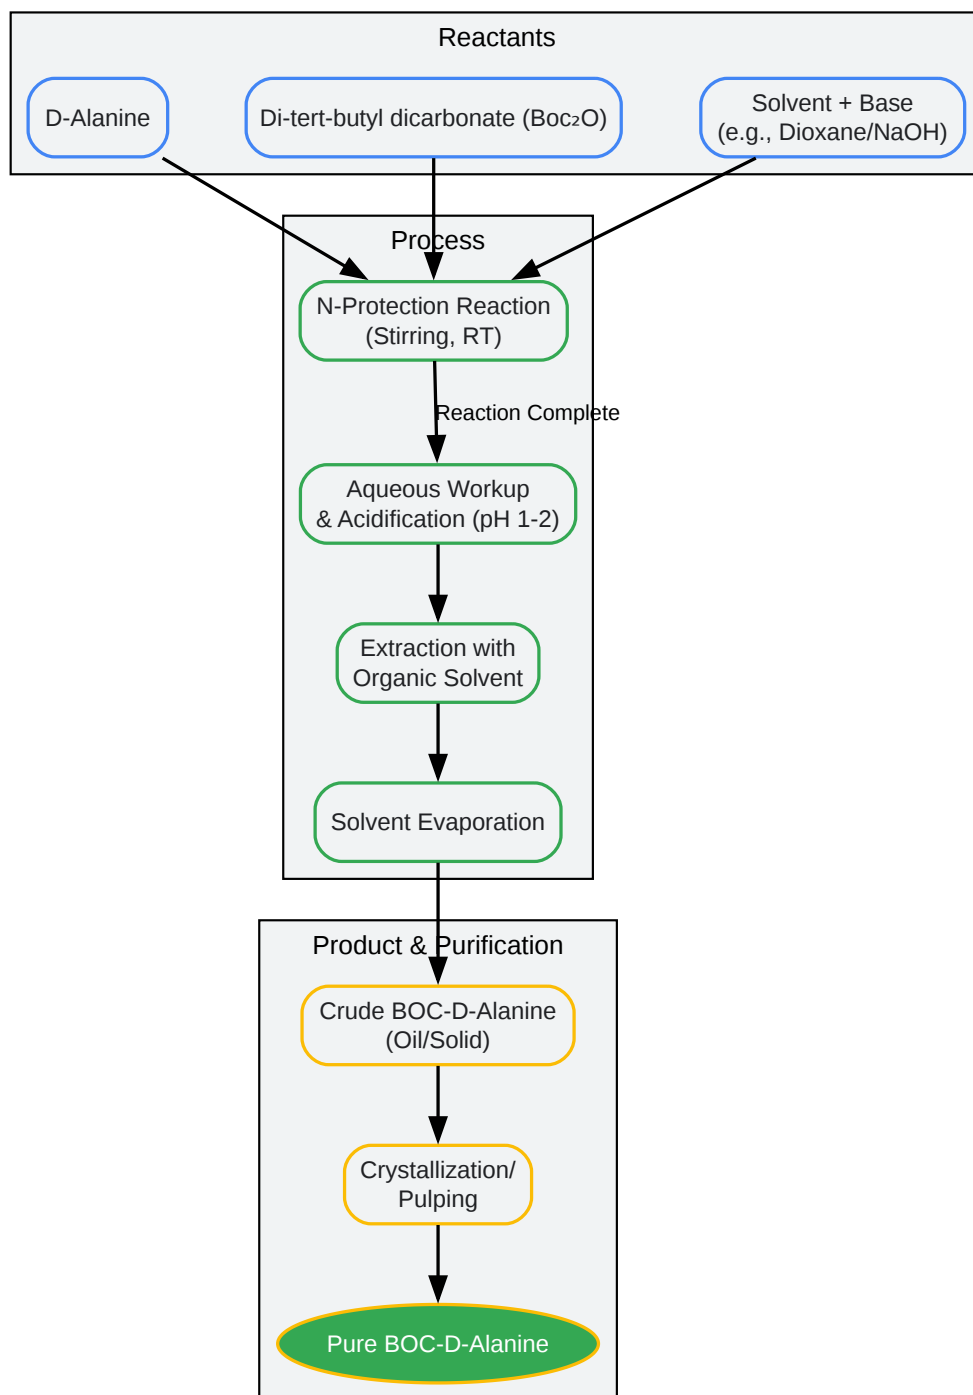 Reactants
D-Alanine
Di-tert-butyl dicarbonate (Boc₂O)
Solvent + Base
(e.g., Dioxane/NaOH)
Process
N-Protection Reaction
(Stirring, RT)
Reaction Complete
Aqueous Workup
& Acidification (pH 1-2)
Extraction with
Organic Solvent
Solvent Evaporation
Product & Purification
Crude BOC-D-Alanine
(Oil/Solid)
Crystallization/
Pulping
Pure BOC-D-Alanine